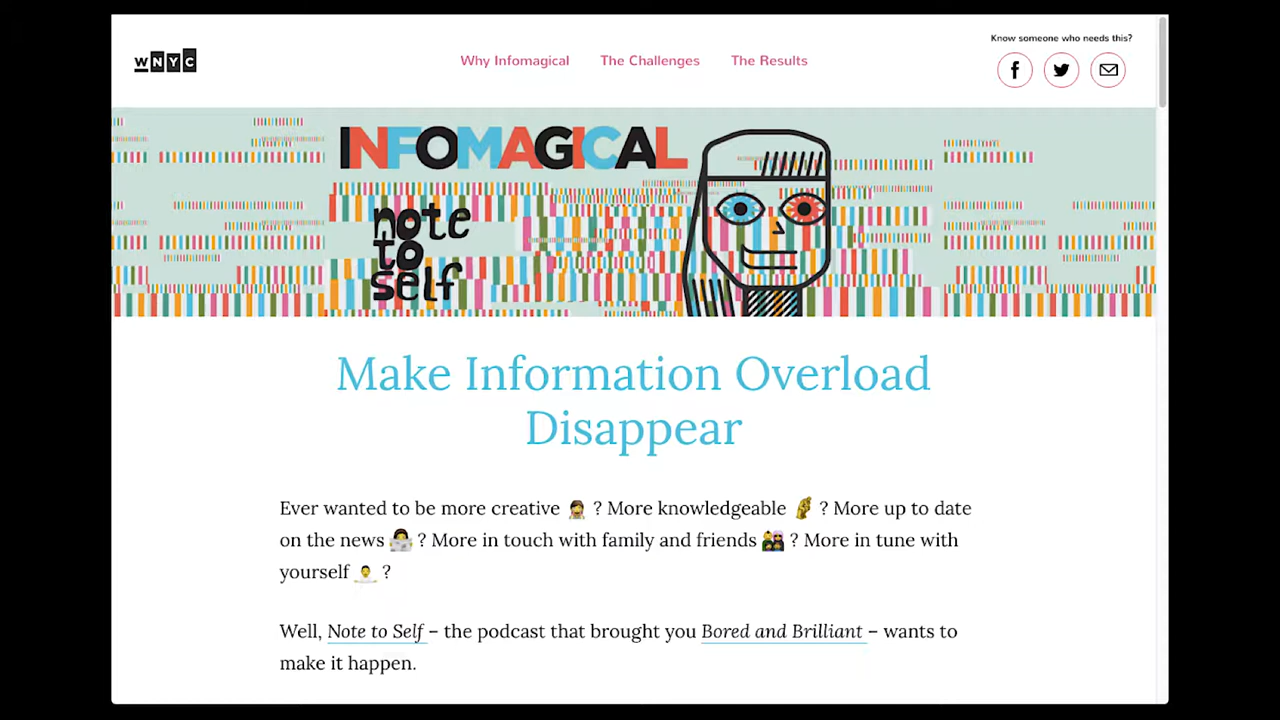 WNYC
Why Infomagical
The Challenges
The Results
Know someone who needs this?
INFOMAGICAL
note
to
self
Make Information Overload
Disappear
Ever wanted to be more creative 👩‍🎨 ? More knowledgeable ? More up to date
on the news 👩‍💻 ? More in touch with family and friends ? More in tune with
yourself ?
Well, Note to Self – the podcast that brought you Bored and Brilliant – wants to
make it happen.